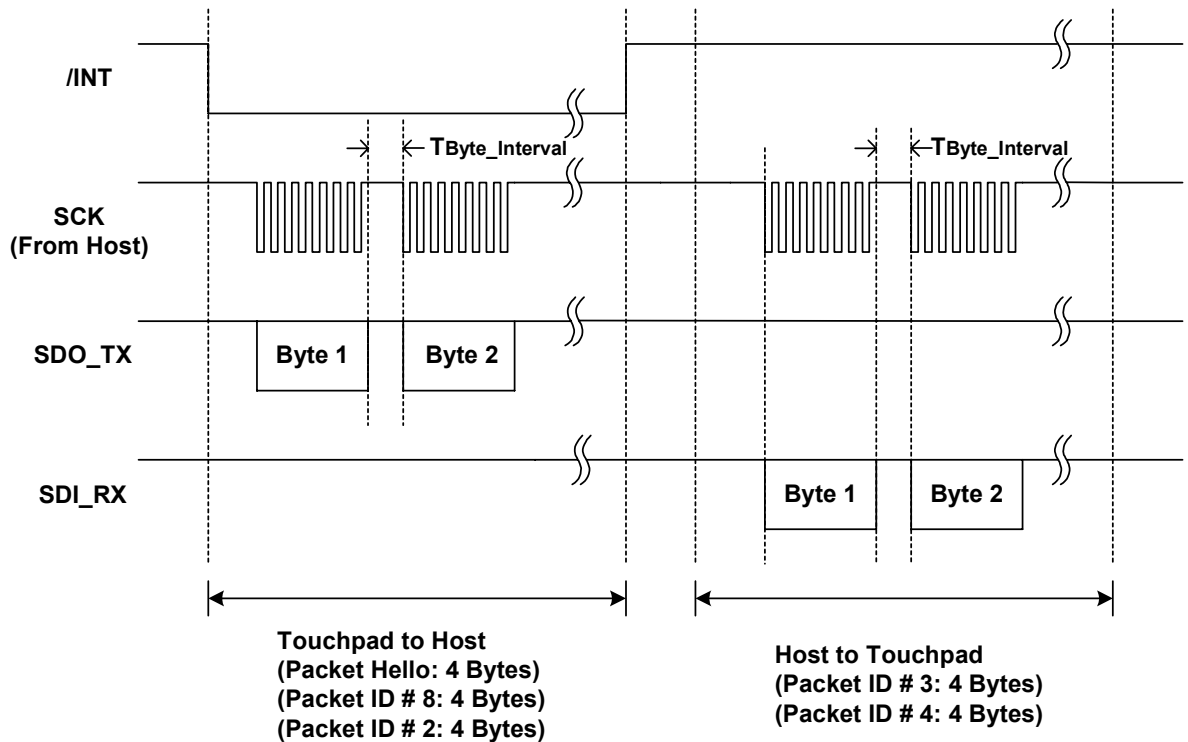 /INT
TByte_Interval
TByte_Interval
SCK
(From Host)
SDO_TX
Byte 1
Byte 2
SDI_RX
Byte 1
Byte 2
Touchpad to Host
(Packet Hello: 4 Bytes)
(Packet ID # 8: 4 Bytes)
(Packet ID # 2: 4 Bytes)
Host to Touchpad
(Packet ID # 3: 4 Bytes)
(Packet ID # 4: 4 Bytes)